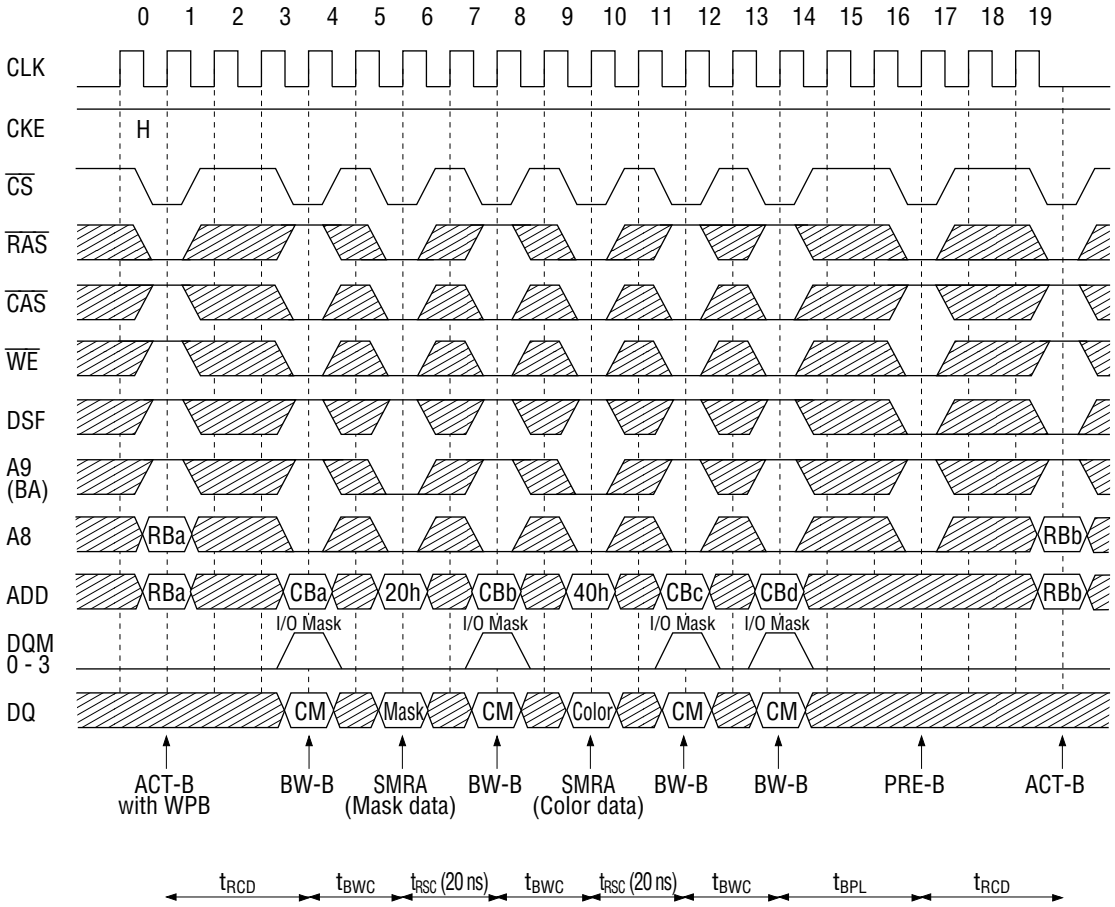 0 1 2 3 4 5 6 7 8 9 10 11 12 13 14 15 16 17 18 19
CLK
CKE H
CS
RAS
CAS
WE
DSF
A9
(BA)
A8 RBa RBb
ADD RBa CBa 20h CBb 40h CBc CBd RBb
I/O Mask I/O Mask I/O Mask I/O Mask
DQM
0 - 3
DQ CM Mask CM Color CM CM
ACT-B BW-B SMRA BW-B SMRA BW-B BW-B PRE-B ACT-B
with WPB (Mask data) (Color data)
tRCD tBWC tRSC (20 ns) tBWC tRSC (20 ns) tBWC tBPL tRCD